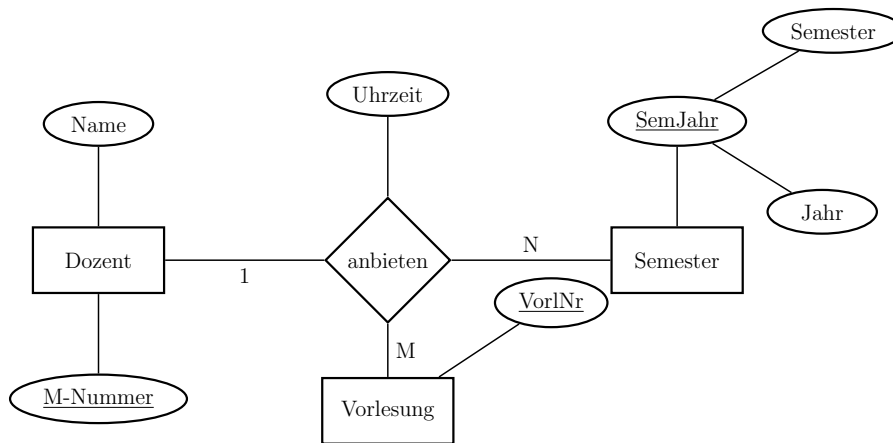 Semester
Uhrzeit
Name
SemJahr
Jahr
Dozent
1
anbieten
N
Semester
VorlNr
M
M-Nummer
Vorlesung